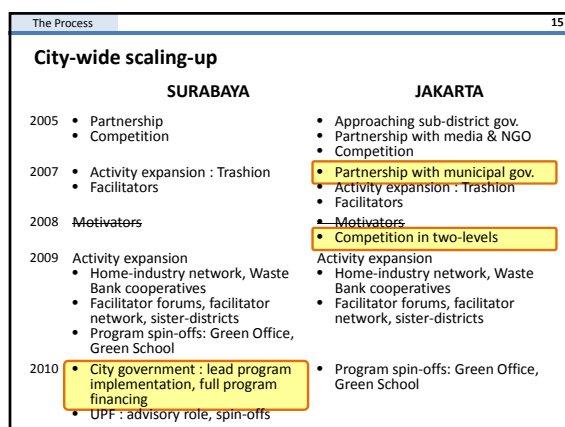 The Process
15
City-wide scaling-up
SURABAYA
JAKARTA
2005
• Partnership
• Competition
• Approaching sub-district gov.
• Partnership with media & NGO
• Competition
2007
• Activity expansion : Trashion
• Facilitators
• Partnership with municipal gov.
• Activity expansion : Trashion
• Facilitators
2008
Motivators
• Motivators
• Competition in two-levels
2009
Activity expansion
• Home-industry network, Waste
Bank cooperatives
• Facilitator forums, facilitator
network, sister-districts
• Program spin-offs: Green Office,
Green School
Activity expansion
• Home-industry network, Waste
Bank cooperatives
• Facilitator forums, facilitator
network, sister-districts
2010
• City government : lead program
implementation, full program
financing
• UPF : advisory role, spin-offs
• Program spin-offs: Green Office,
Green School